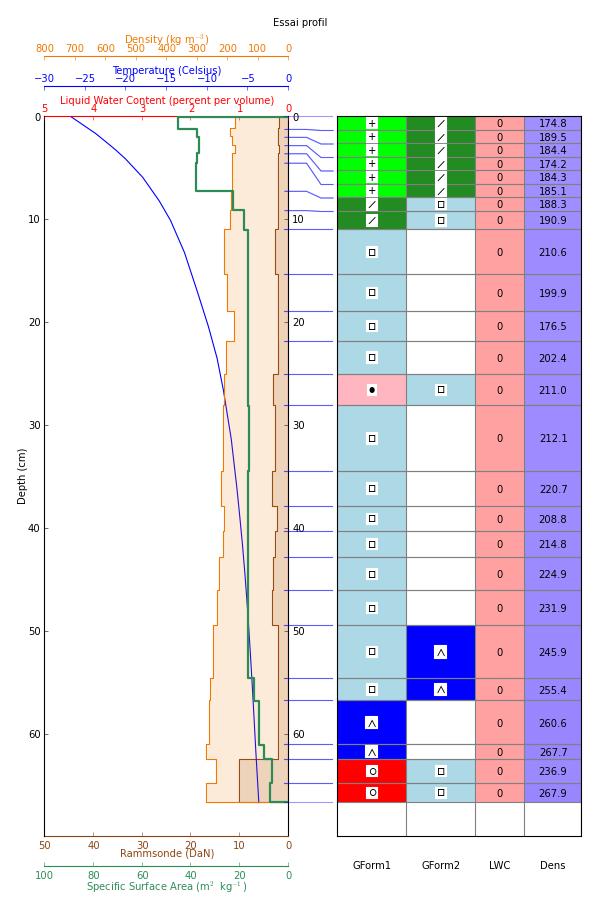 Essai profil
Density (kg m⁻³)
800 700 600 500 400 300 200 100 0
Temperature (Celsius)
−30 −25 −20 −15 −10 −5 0
Liquid Water Content (percent per volume)
5 4 3 2 1 0
0 0
10 10
20 20
30 30
40 40
50 50
60 60
Depth (cm)
+ 0 174.8
+ 0 189.5
+ 0 184.4
+ 0 174.2
+ 0 184.3
+ 0 185.1
0 188.3
0 190.9
0 210.6
0 199.9
0 176.5
0 202.4
0 211.0
0 212.1
0 220.7
0 208.8
0 214.8
0 224.9
0 231.9
0 245.9
0 255.4
0 260.6
0 267.7
0 236.9
0 267.9
50 40 30 20 10 0
Rammsonde (DaN)
100 80 60 40 20 0
Specific Surface Area (m² kg⁻¹)
GForm1 GForm2 LWC Dens